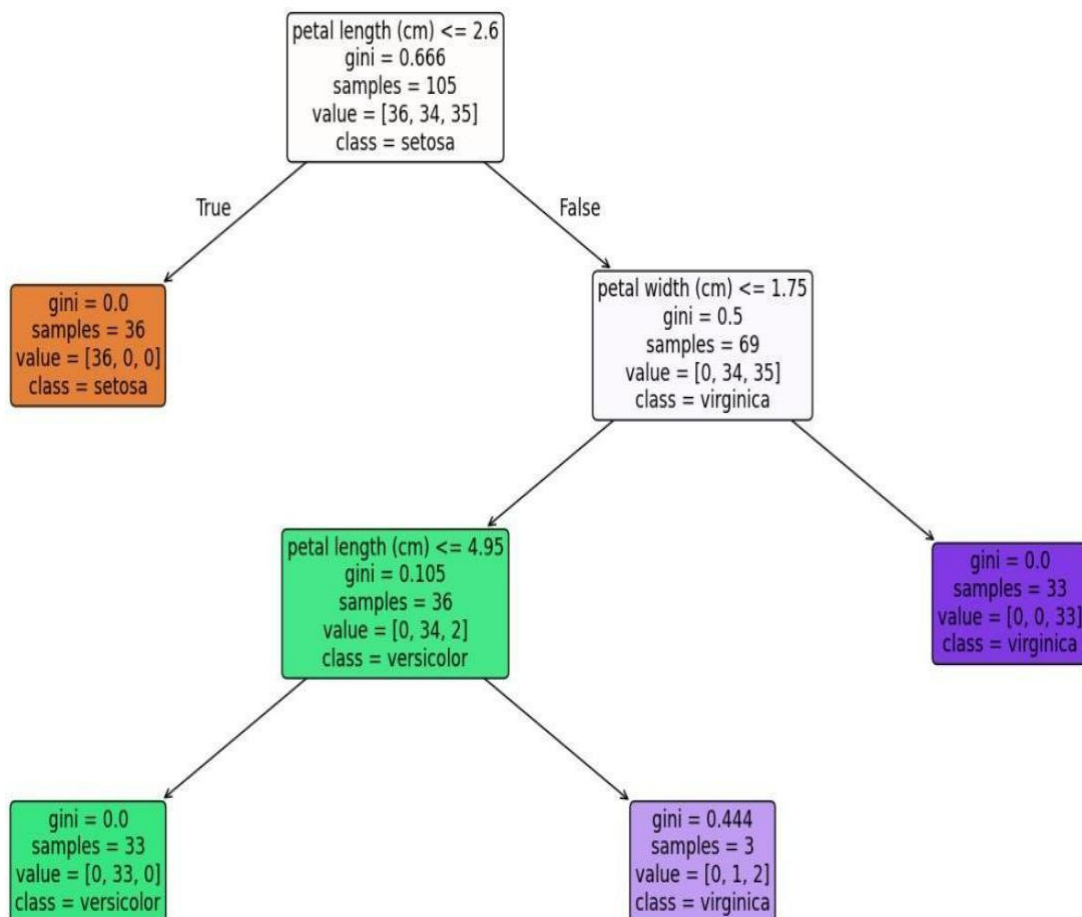 petal length (cm) <= 2.6
gini = 0.666
samples = 105
value = [36, 34, 35]
class = setosa
True
False
gini = 0.0
samples = 36
value = [36, 0, 0]
class = setosa
petal width (cm) <= 1.75
gini = 0.5
samples = 69
value = [0, 34, 35]
class = virginica
petal length (cm) <= 4.95
gini = 0.105
samples = 36
value = [0, 34, 2]
class = versicolor
gini = 0.0
samples = 33
value = [0, 0, 33]
class = virginica
gini = 0.0
samples = 33
value = [0, 33, 0]
class = versicolor
gini = 0.444
samples = 3
value = [0, 1, 2]
class = virginica